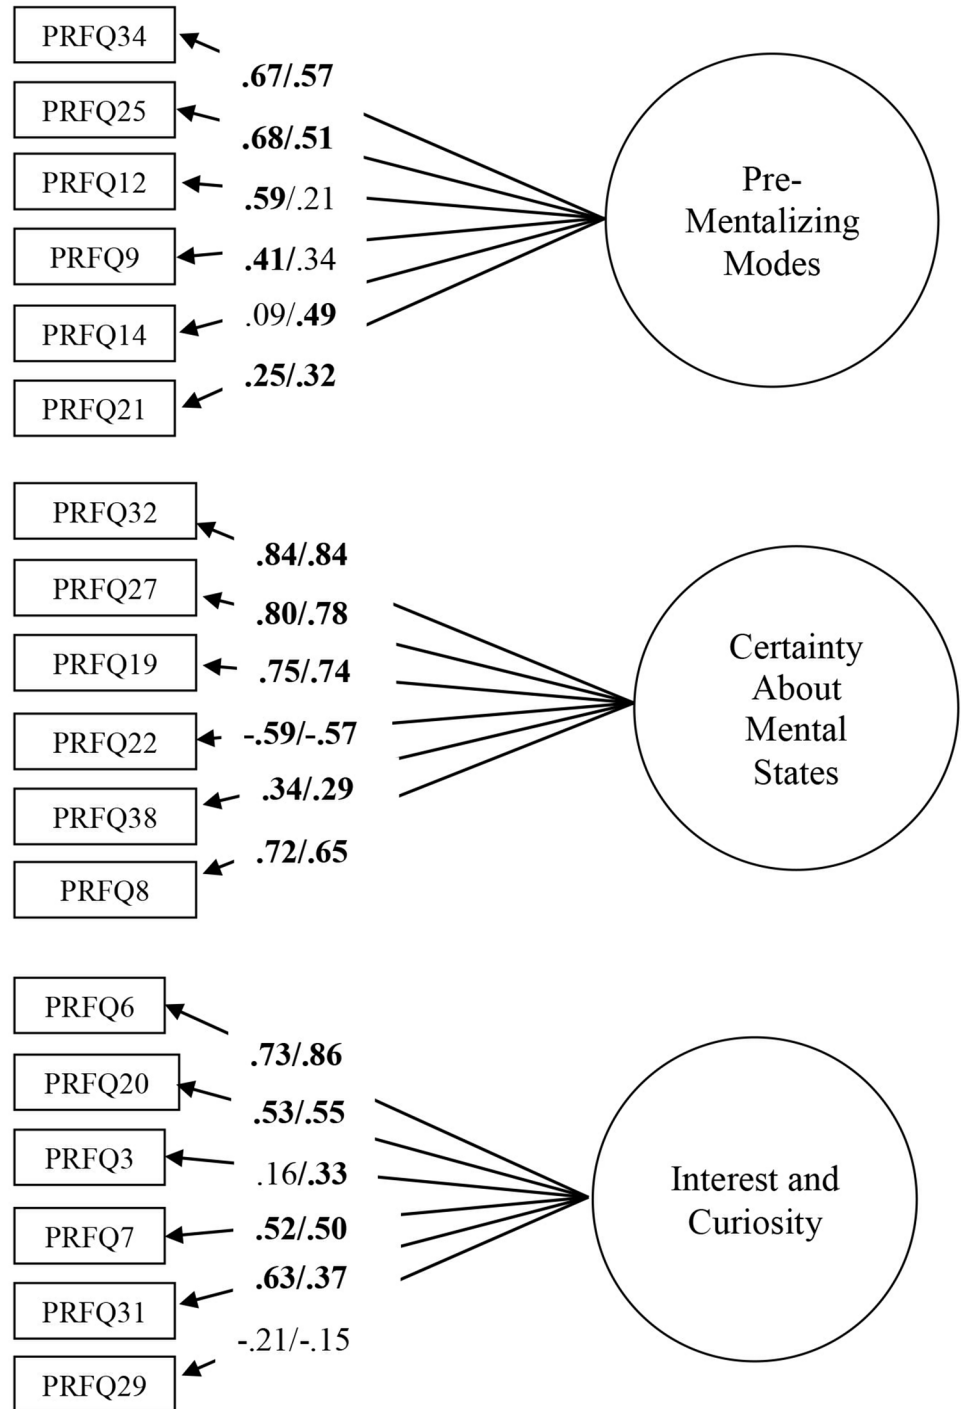 PRFQ34
.67/.57
PRFQ25
.68/.51
PRFQ12
.59/.21
PRFQ9
.41/.34
PRFQ14
.09/.49
PRFQ21
.25/.32
Pre-
Mentalizing
Modes
PRFQ32
.84/.84
PRFQ27
.80/.78
PRFQ19
.75/.74
PRFQ22
-.59/-.57
PRFQ38
.34/.29
PRFQ8
.72/.65
Certainty
About
Mental
States
PRFQ6
.73/.86
PRFQ20
.53/.55
PRFQ3
.16/.33
PRFQ7
.52/.50
PRFQ31
.63/.37
PRFQ29
-.21/-.15
Interest and
Curiosity